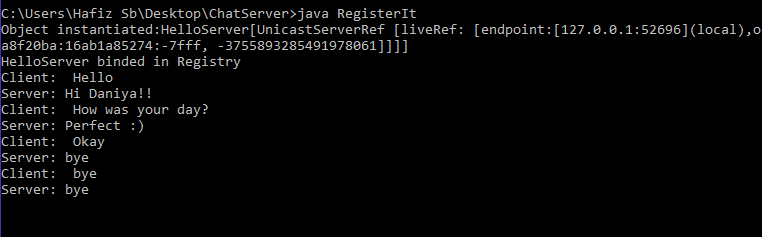 C:\Users\Hafiz Sb\Desktop\ChatServer>java RegisterIt
Object instantiated:HelloServer[UnicastServerRef [liveRef: [endpoint:[127.0.0.1:52696](local),o
a8f20ba:16ab1a85274:-7fff, -3755893285491978061]]]]
HelloServer binded in Registry
Client:  Hello
Server: Hi Daniya!!
Client:  How was your day?
Server: Perfect :)
Client:  Okay
Server: bye
Client:  bye
Server: bye